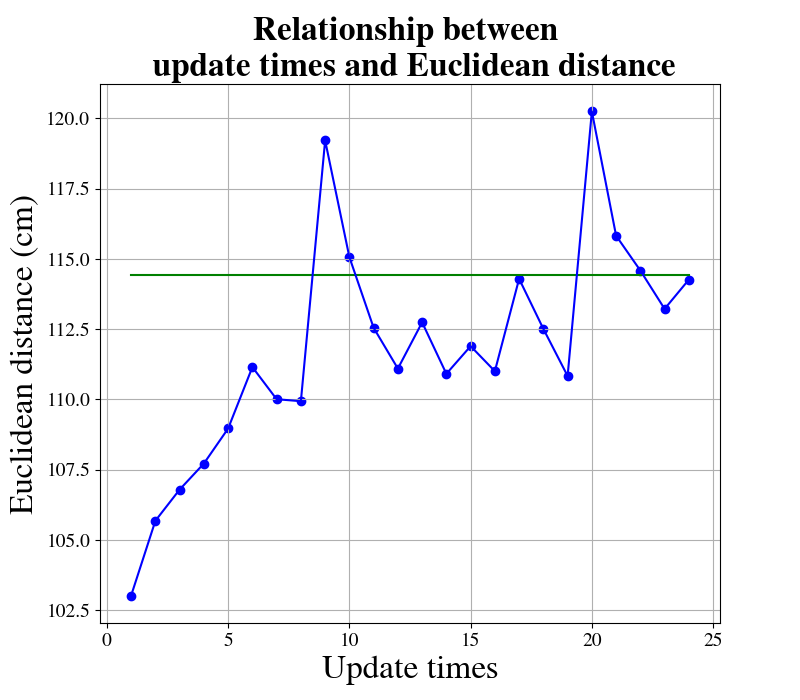 Relationship between
update times and Euclidean distance
Euclidean distance (cm)
120.0
117.5
115.0
112.5
110.0
107.5
105.0
102.5
0 5 10 15 20 25
Update times